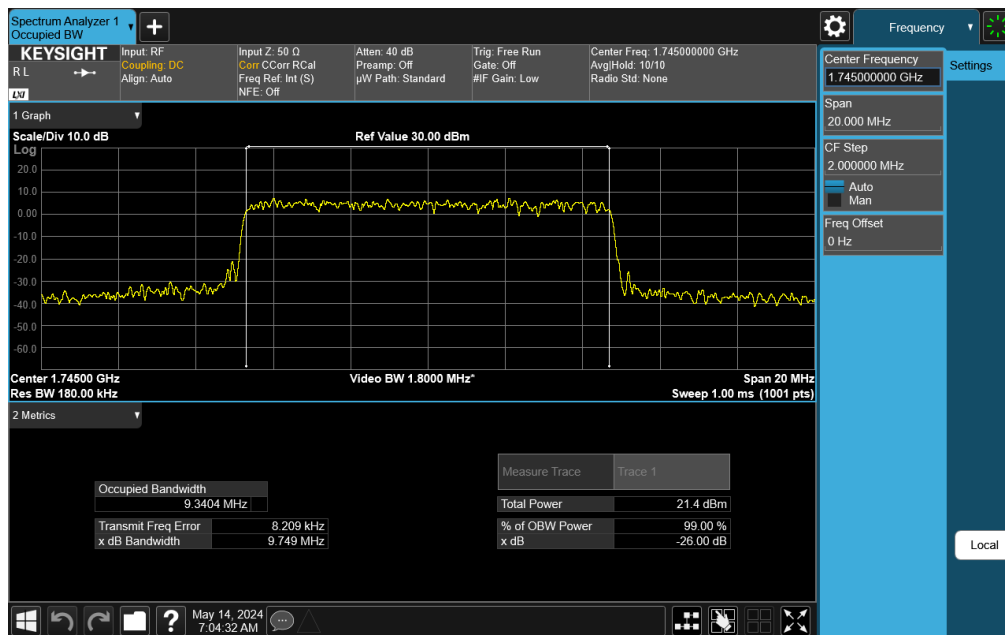 Spectrum Analyzer 1
Occupied BW
Frequency
KEYSIGHT
R L
LXI
Input: RF
Coupling: DC
Align: Auto
Input Z: 50 Ω
Corr CCorr RCal
Freq Ref: Int (S)
NFE: Off
Atten: 40 dB
Preamp: Off
µW Path: Standard
Trig: Free Run
Gate: Off
#IF Gain: Low
Center Freq: 1.745000000 GHz
Avg|Hold: 10/10
Radio Std: None
Center Frequency
1.745000000 GHz
Settings
Span
20.000 MHz
CF Step
2.000000 MHz
Auto
Man
Freq Offset
0 Hz
1 Graph
Scale/Div 10.0 dB
Ref Value 30.00 dBm
Log
20.0
10.0
0.00
-10.0
-20.0
-30.0
-40.0
-50.0
-60.0
Center 1.74500 GHz
Video BW 1.8000 MHz*
Span 20 MHz
Res BW 180.00 kHz
Sweep 1.00 ms (1001 pts)
2 Metrics
Measure Trace
Trace 1
Occupied Bandwidth
9.3404 MHz
Total Power
21.4 dBm
Transmit Freq Error
8.209 kHz
% of OBW Power
99.00 %
x dB Bandwidth
9.749 MHz
x dB
-26.00 dB
Local
May 14, 2024
7:04:32 AM